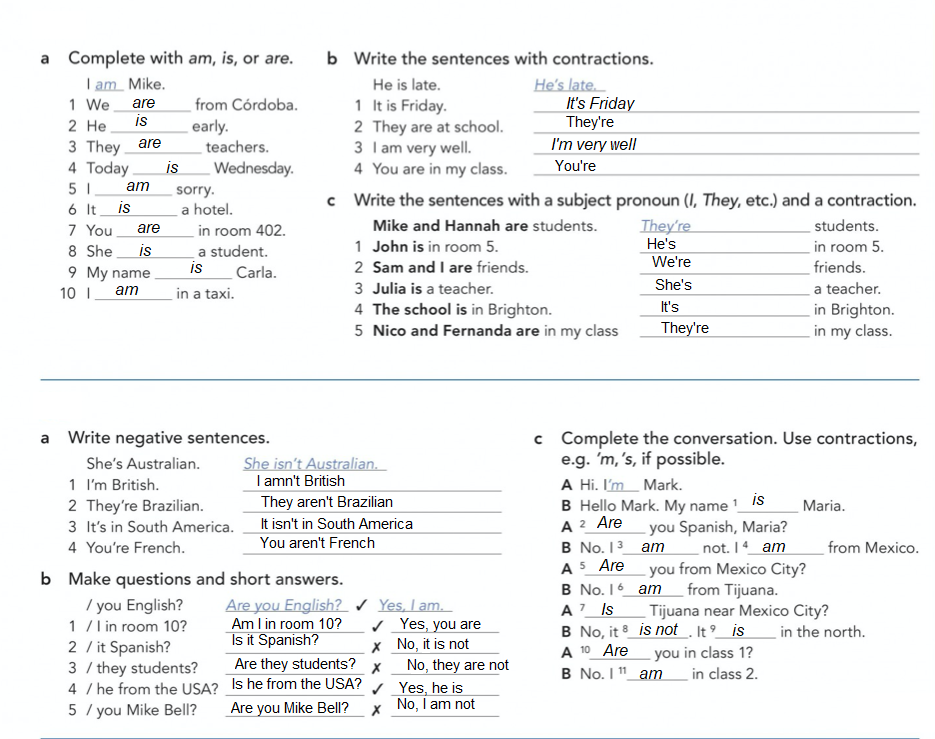 a Complete with am, is, or are.
I am Mike.
1 We are from Córdoba.
2 He is early.
3 They are teachers.
4 Today is Wednesday.
5 I am sorry.
6 It is a hotel.
7 You are in room 402.
8 She is a student.
9 My name is Carla.
10 I am in a taxi.
b Write the sentences with contractions.
He is late. He's late.
1 It is Friday. It's Friday
2 They are at school. They're
3 I am very well. I'm very well
4 You are in my class. You're
c Write the sentences with a subject pronoun (I, They, etc.) and a contraction.
Mike and Hannah are students. They're students.
1 John is in room 5. He's in room 5.
2 Sam and I are friends. We're friends.
3 Julia is a teacher. She's a teacher.
4 The school is in Brighton. It's in Brighton.
5 Nico and Fernanda are in my class They're in my class.
a Write negative sentences.
She's Australian. She isn't Australian.
1 I'm British. I amn't British
2 They're Brazilian. They aren't Brazilian
3 It's in South America. It isn't in South America
4 You're French. You aren't French
b Make questions and short answers.
/ you English? Are you English? ✓ Yes, I am.
1 / I in room 10? Am I in room 10? ✓ Yes, you are
2 / it Spanish? Is it Spanish? ✗ No, it is not
3 / they students? Are they students? ✗ No, they are not
4 / he from the USA? Is he from the USA? ✓ Yes, he is
5 / you Mike Bell? Are you Mike Bell? ✗ No, I am not
c Complete the conversation. Use contractions,
e.g. 'm, 's, if possible.
A Hi. I'm Mark.
B Hello Mark. My name 1 is Maria.
A 2 Are you Spanish, Maria?
B No. I 3 am not. I 4 am from Mexico.
A 5 Are you from Mexico City?
B No. I 6 am from Tijuana.
A 7 Is Tijuana near Mexico City?
B No, it 8 is not. It 9 is in the north.
A 10 Are you in class 1?
B No. I 11 am in class 2.